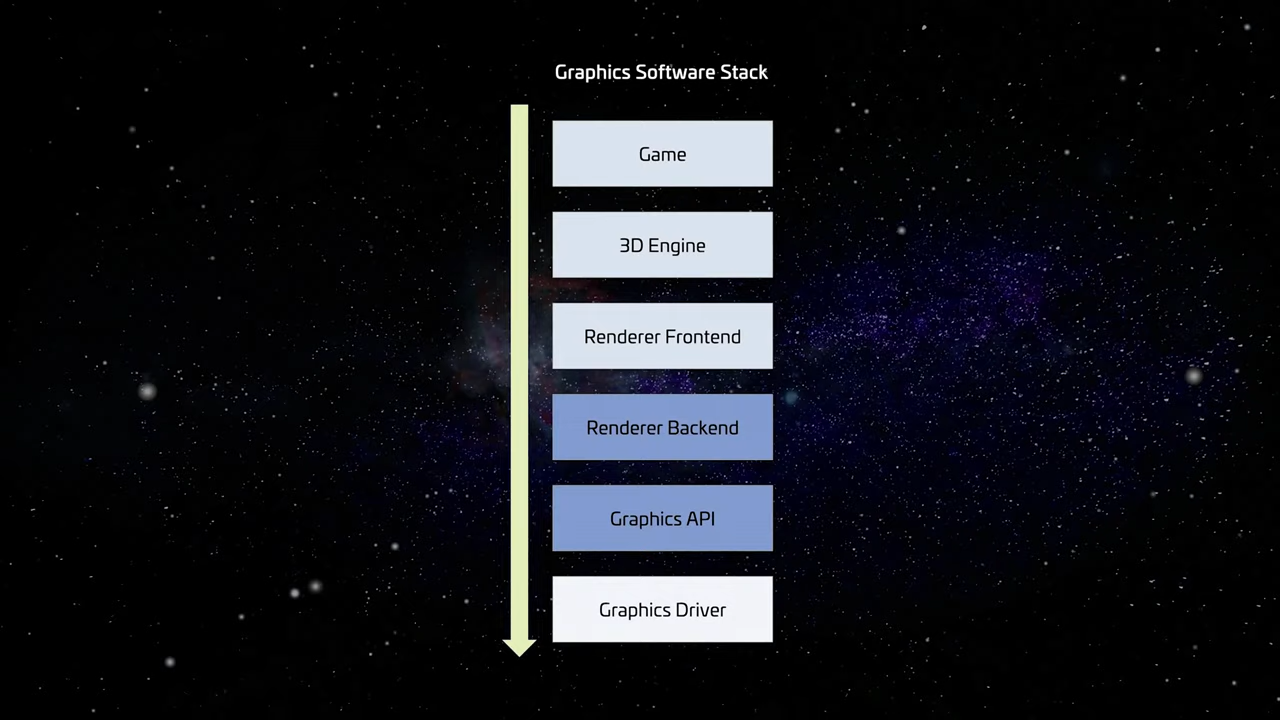 Graphics Software Stack
Game
3D Engine
Renderer Frontend
Renderer Backend
Graphics API
Graphics Driver